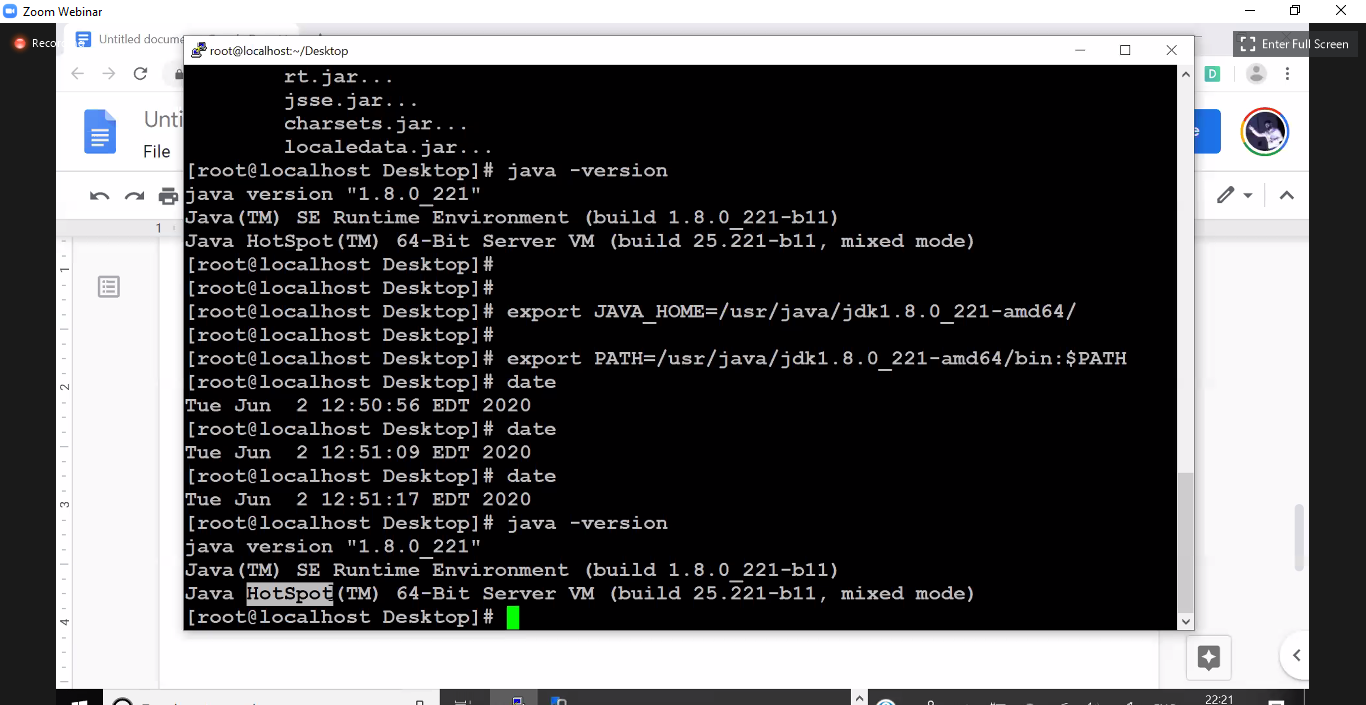 Zoom Webinar
Untitled docume
Enter Full Screen
root@localhost:~/Desktop
D
Unti
File
1
rt.jar...
jsse.jar...
charsets.jar...
localedata.jar...
[root@localhost Desktop]# java -version
java version "1.8.0_221"
Java(TM) SE Runtime Environment (build 1.8.0_221-b11)
Java HotSpot(TM) 64-Bit Server VM (build 25.221-b11, mixed mode)
[root@localhost Desktop]#
[root@localhost Desktop]#
[root@localhost Desktop]# export JAVA_HOME=/usr/java/jdk1.8.0_221-amd64/
[root@localhost Desktop]#
[root@localhost Desktop]# export PATH=/usr/java/jdk1.8.0_221-amd64/bin:$PATH
[root@localhost Desktop]# date
Tue Jun  2 12:50:56 EDT 2020
[root@localhost Desktop]# date
Tue Jun  2 12:51:09 EDT 2020
[root@localhost Desktop]# date
Tue Jun  2 12:51:17 EDT 2020
[root@localhost Desktop]# java -version
java version "1.8.0_221"
Java(TM) SE Runtime Environment (build 1.8.0_221-b11)
Java HotSpot(TM) 64-Bit Server VM (build 25.221-b11, mixed mode)
[root@localhost Desktop]#
1
2
3
4
22:21